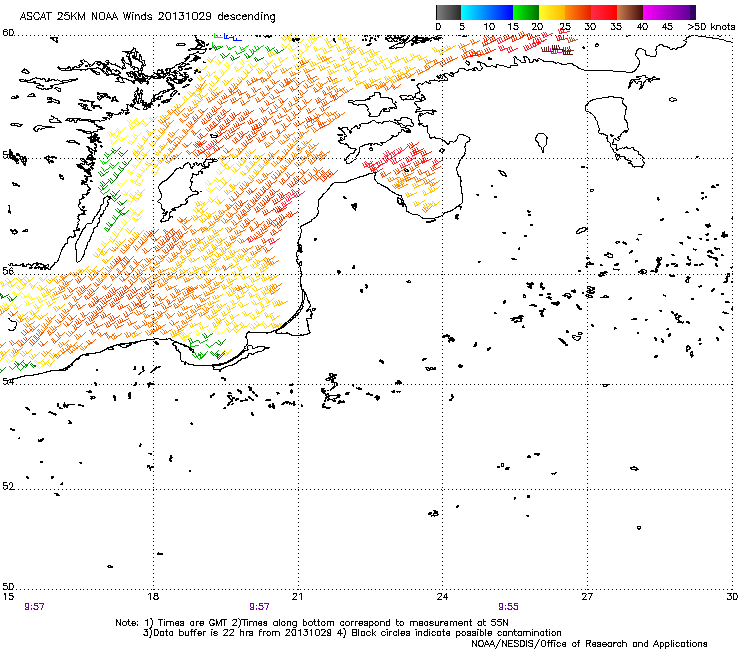 ASCAT 25KM NOAA Winds 20131029 descending
0 5 10 15 20 25 30 35 40 45 >50 knots
60
58
56
54
52
50
15 18 21 24 27 30
9:57 9:57 9:55
Note: 1) Times are GMT 2)Times along bottom correspond to measurement at 55N
3)Data buffer is 22 hrs from 20131029 4) Black circles indicate possible contamination
NOAA/NESDIS/Office of Research and Applications